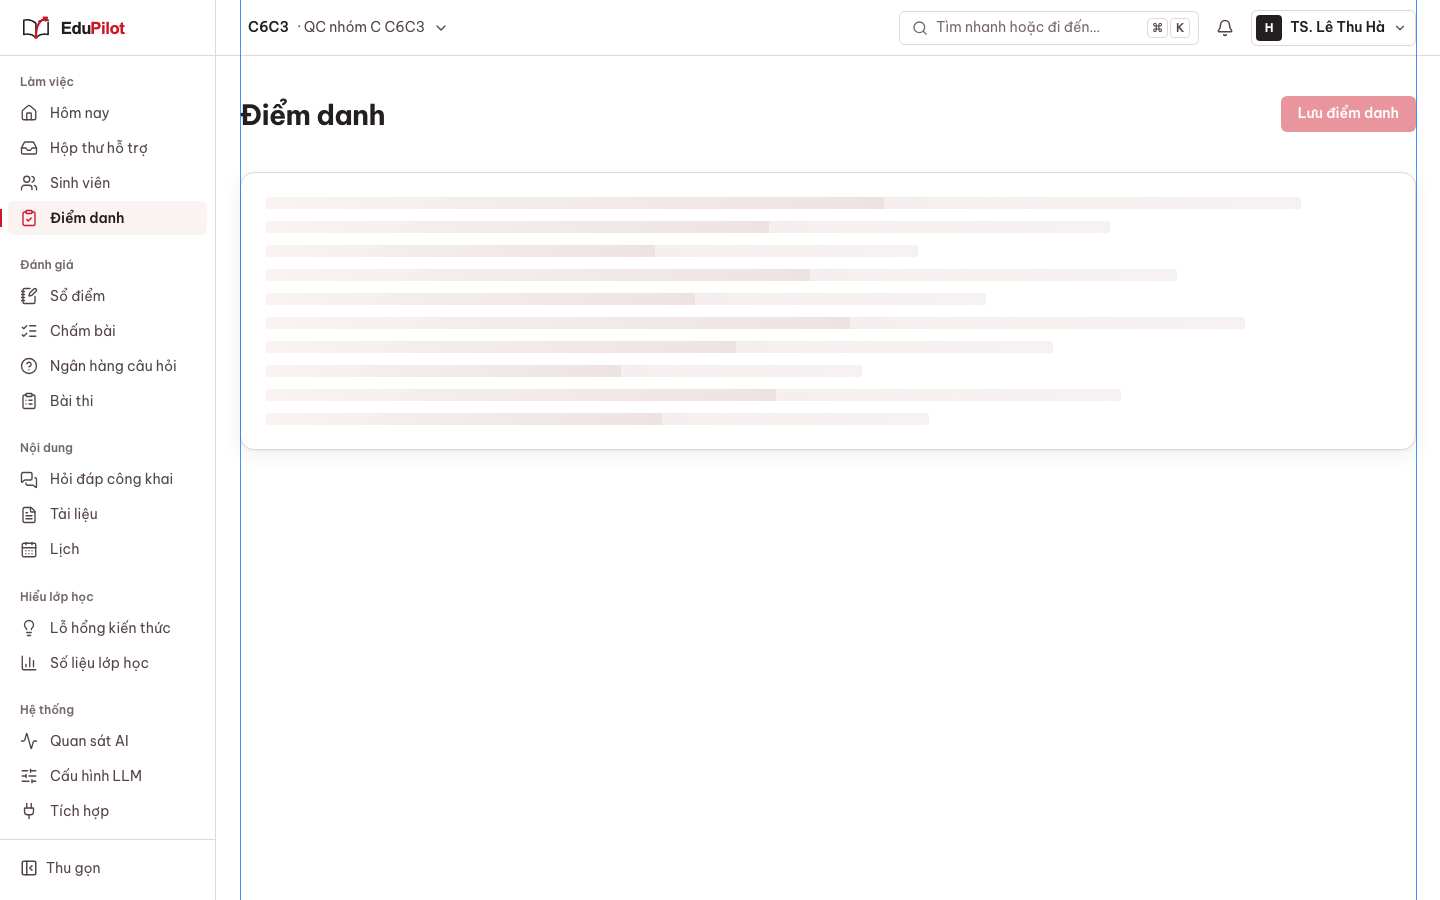 EduPilot
C6C3 · QC nhóm C C6C3
Tìm nhanh hoặc đi đến...
⌘ K
H
TS. Lê Thu Hà
Làm việc
Hôm nay
Hộp thư hỗ trợ
Sinh viên
Điểm danh
Đánh giá
Sổ điểm
Chấm bài
Ngân hàng câu hỏi
Bài thi
Nội dung
Hỏi đáp công khai
Tài liệu
Lịch
Hiểu lớp học
Lỗ hổng kiến thức
Số liệu lớp học
Hệ thống
Quan sát AI
Cấu hình LLM
Tích hợp
Thu gọn
Điểm danh
Lưu điểm danh